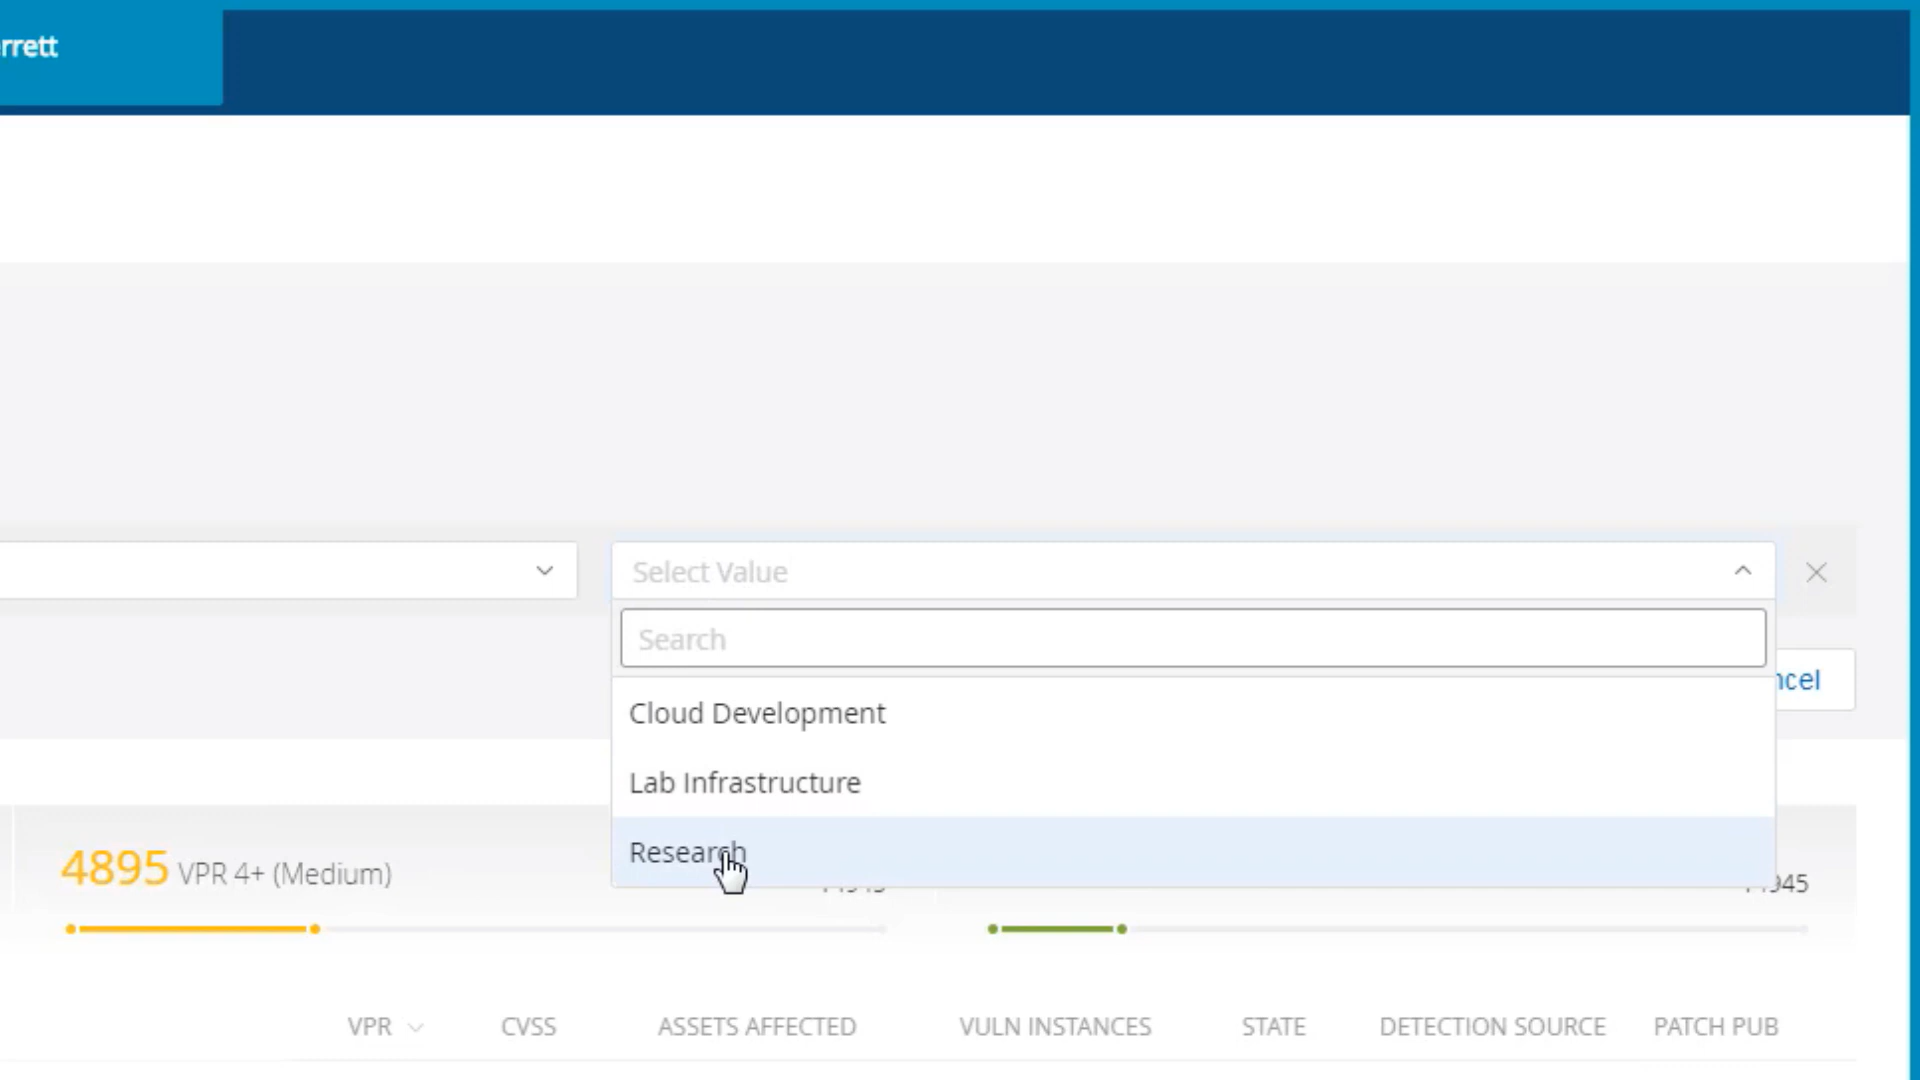 rrett
Select Value
Search
ncel
Cloud Development
Lab Infrastructure
Research
4895 VPR 4+ (Medium)
945
VPR CVSS ASSETS AFFECTED VULN INSTANCES STATE DETECTION SOURCE PATCH PUB